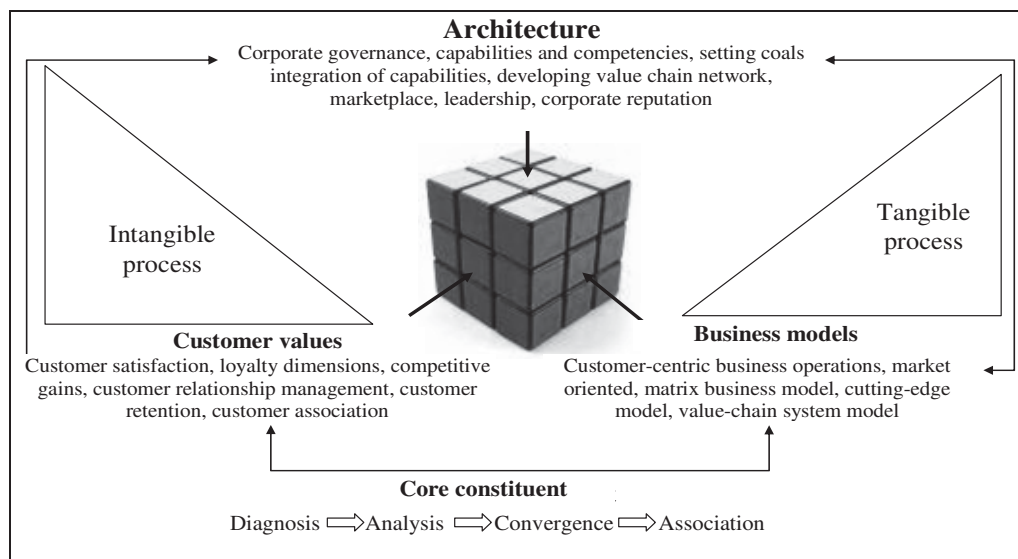 Architecture
Corporate governance, capabilities and competencies, setting coals
integration of capabilities, developing value chain network,
marketplace, leadership, corporate reputation
Intangible
process
Tangible
process
Customer values
Customer satisfaction, loyalty dimensions, competitive
gains, customer relationship management, customer
retention, customer association
Business models
Customer-centric business operations, market
oriented, matrix business model, cutting-edge
model, value-chain system model
Core constituent
Diagnosis Analysis Convergence Association